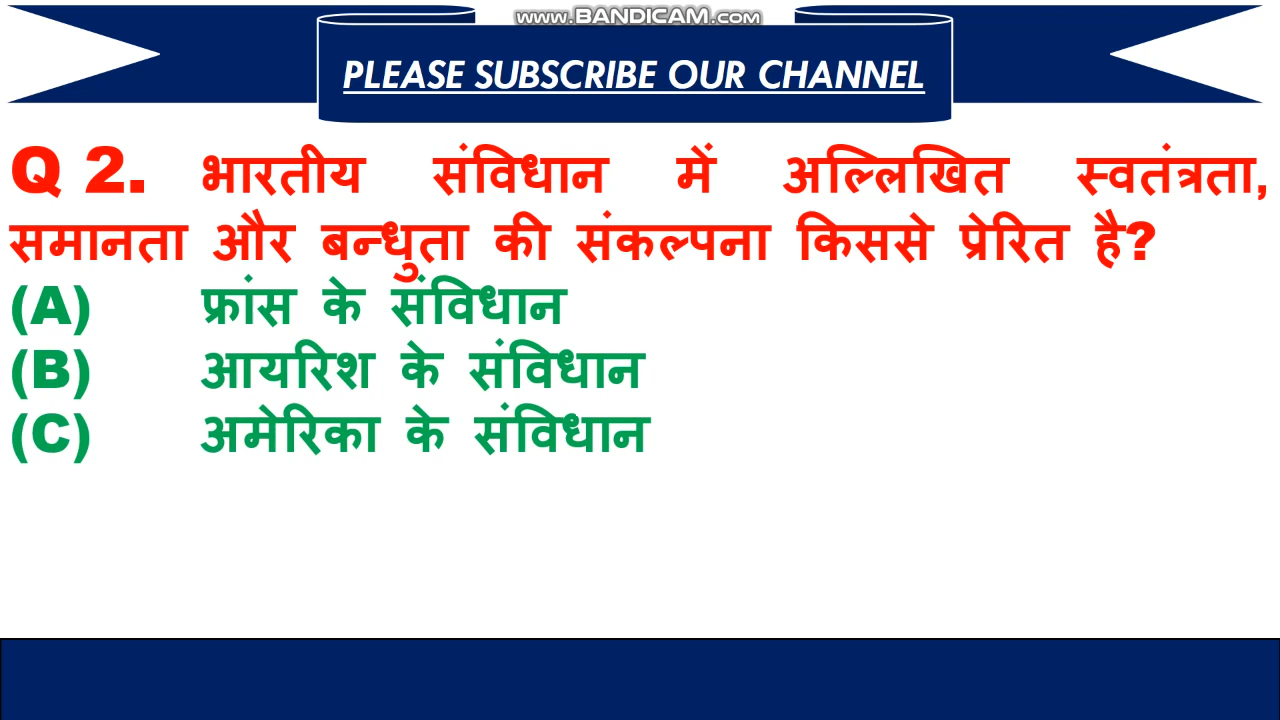 www.BANDICAM.com
PLEASE SUBSCRIBE OUR CHANNEL
Q 2. भारतीय संविधान में अल्लिखित स्वतंत्रता,
समानता और बन्धुता की संकल्पना किससे प्रेरित है?
(A) फ्रांस के संविधान
(B) आयरिश के संविधान
(C) अमेरिका के संविधान